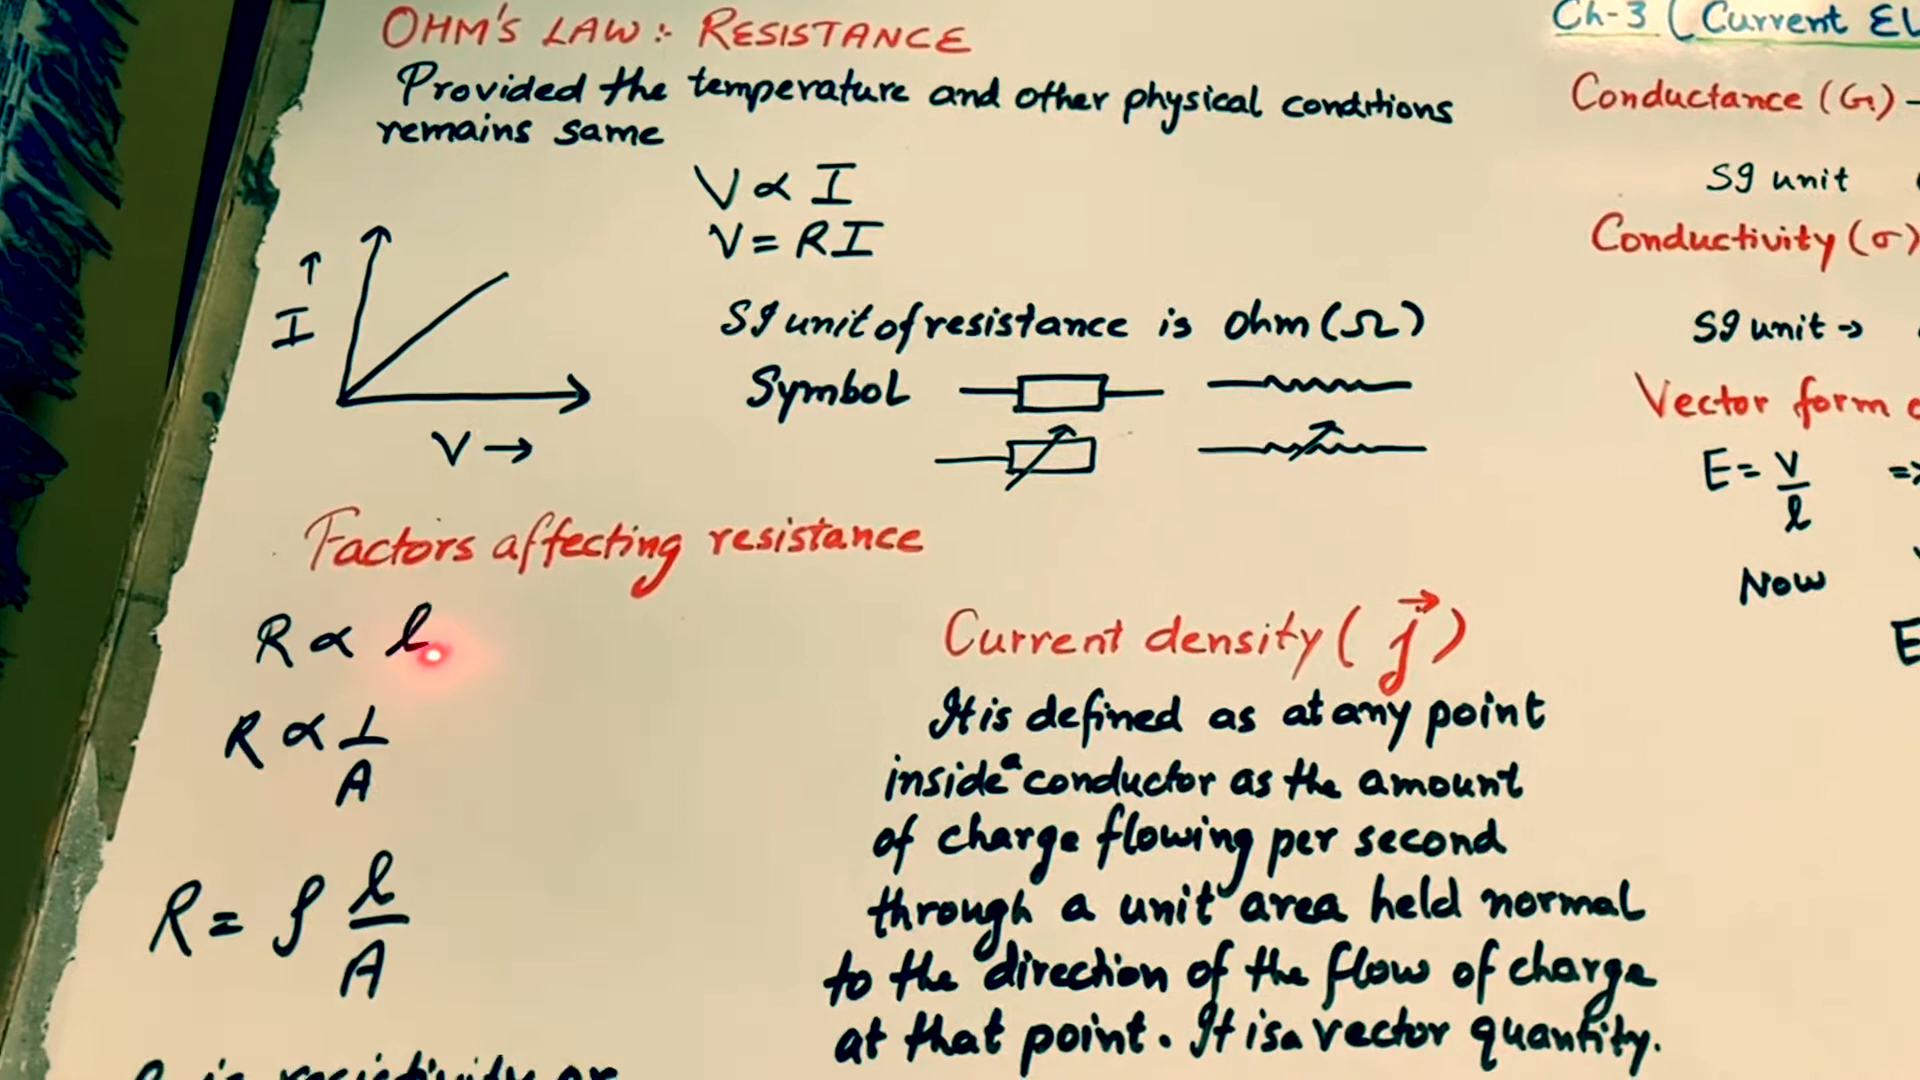 OHM'S LAW :- RESISTANCE
Provided the temperature and other physical conditions
remains same
V ∝ I
V = RI
I ↑
V →
SI unit of resistance is ohm (Ω)
Symbol
Factors affecting resistance
R ∝ l
R ∝ 1/A
R = ρ l/A
ρ is resistivity or
Current density ( j⃗ )
It is defined as at any point
inside a conductor as the amount
of charge flowing per second
through a unit area held normal
to the direction of the flow of charge
at that point. It is a vector quantity.
Ch-3 ( Current
Conductance (G) -
SI unit
Conductivity (σ)
SI unit →
Vector form
E = V/l =>
Now
E